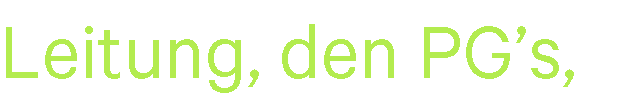 Leitung, den PG’s,